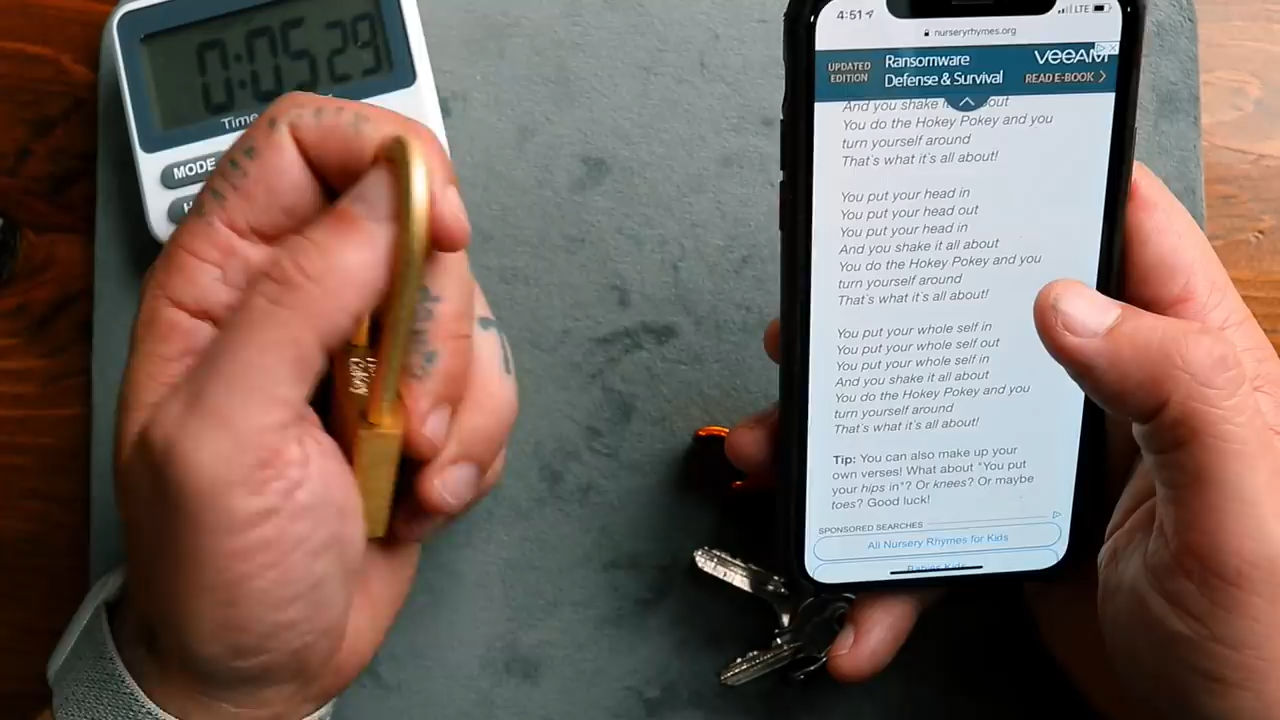 0:05 29
Time
MODE
4:51
LTE
nurseryrhymes.org
UPDATED
EDITION
Ransomware
Defense & Survival
veeAM
READ E-BOOK
And you shake it out
You do the Hokey Pokey and you
turn yourself around
That's what it's all about!
You put your head in
You put your head out
You put your head in
And you shake it all about
You do the Hokey Pokey and you
turn yourself around
That's what it's all about!
You put your whole self in
You put your whole self out
You put your whole self in
And you shake it all about
You do the Hokey Pokey and you
turn yourself around
That's what it's all about!
Tip: You can also make up your
own verses! What about "You put
your hips in"? Or knees? Or maybe
toes? Good luck!
SPONSORED SEARCHES
All Nursery Rhymes for Kids
Babies Kids